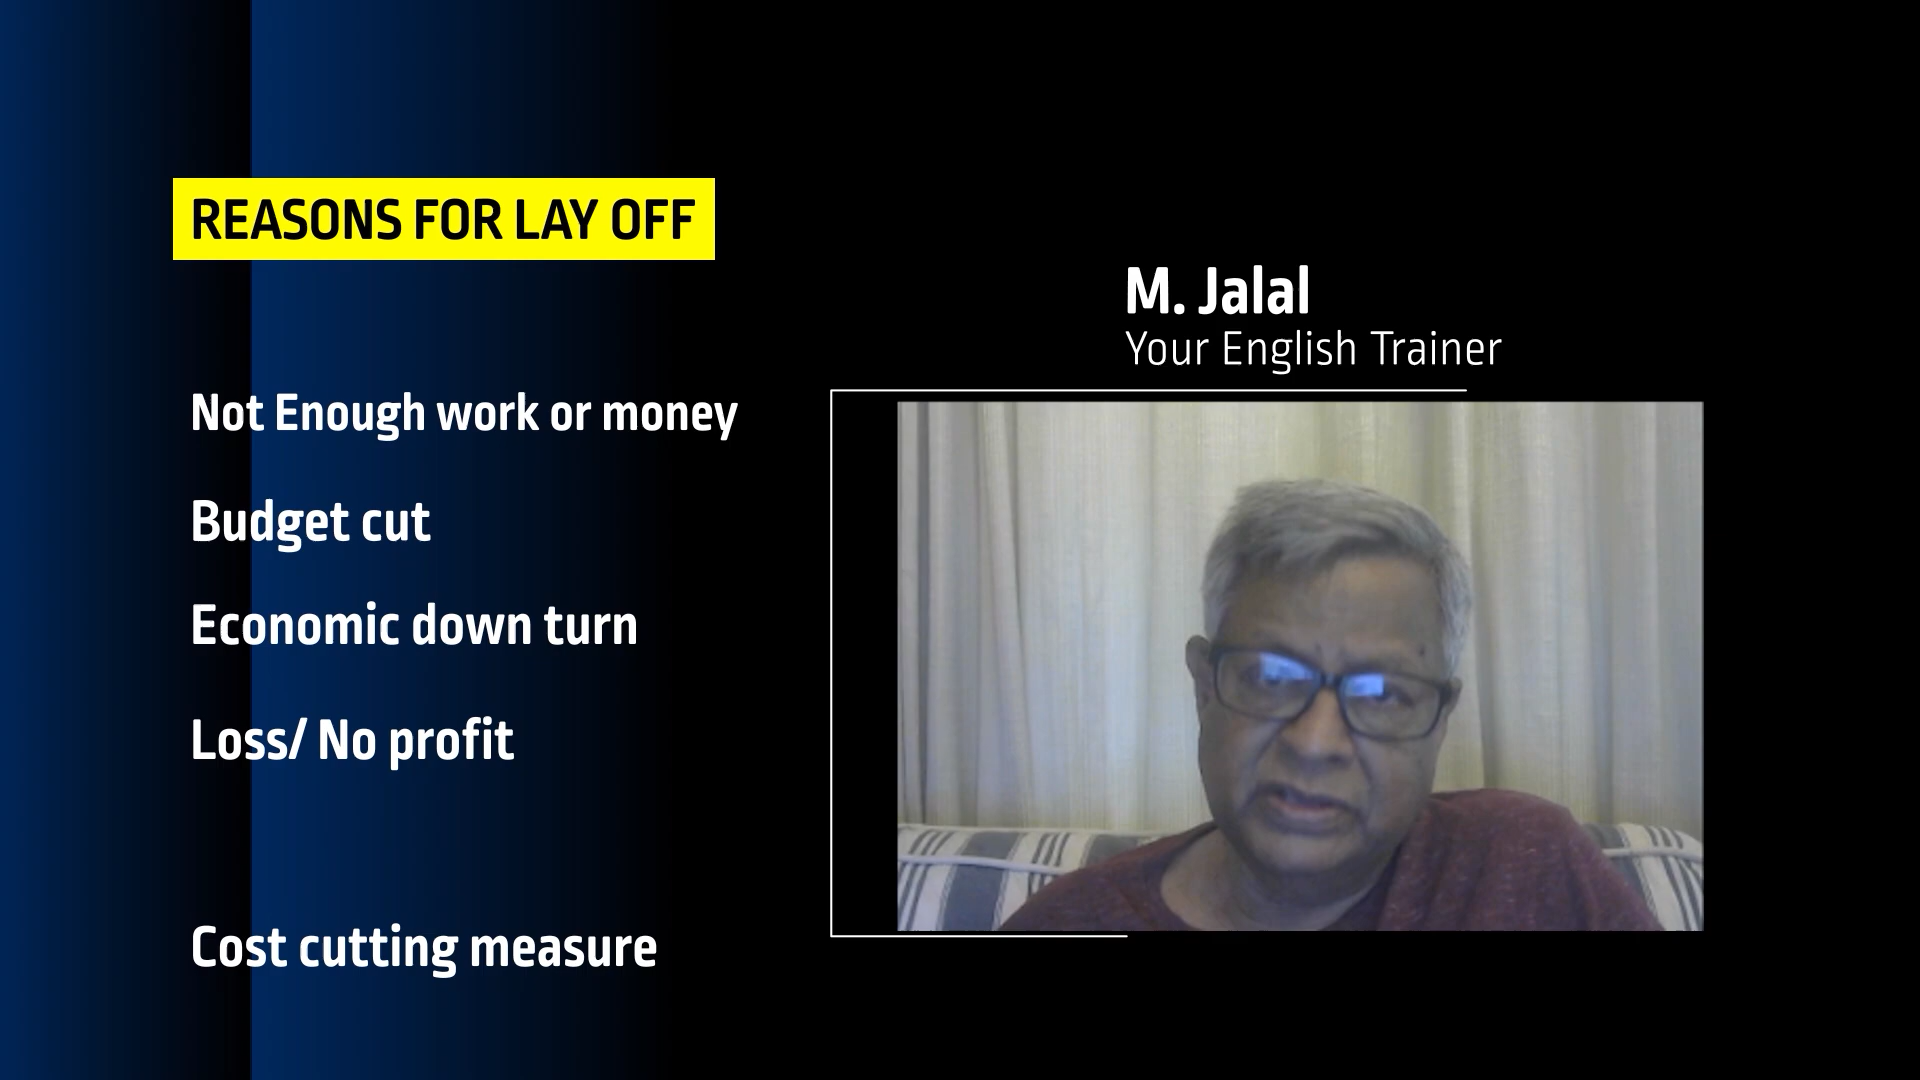 REASONS FOR LAY OFF
M. Jalal
Your English Trainer
Not Enough work or money
Budget cut
Economic down turn
Loss/ No profit
Cost cutting measure